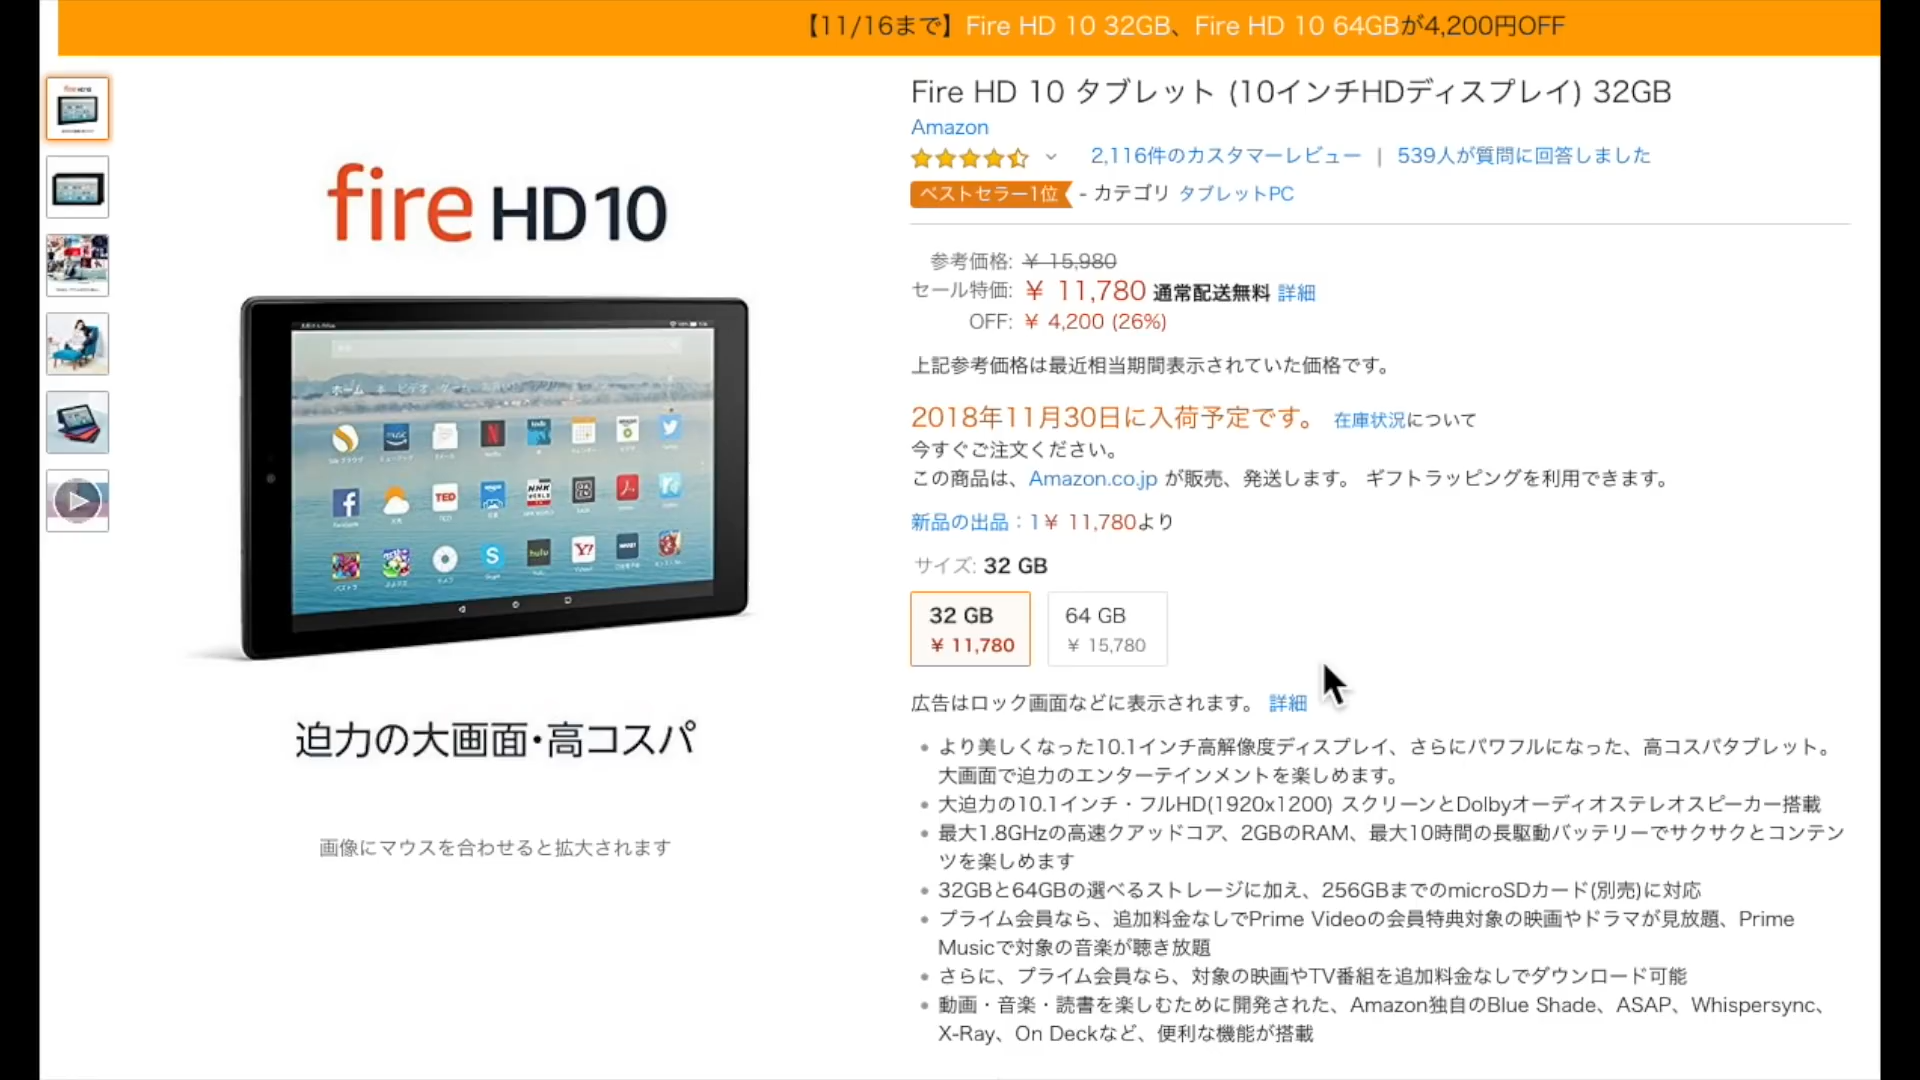 【11/16まで】Fire HD 10 32GB、Fire HD 10 64GBが4,200円OFF
Fire HD 10 タブレット (10インチHDディスプレイ) 32GB
Amazon
2,116件のカスタマーレビュー | 539人が質問に回答しました
ベストセラー1位 - カテゴリ タブレットPC
参考価格: ￥ 15,980
セール特価: ￥ 11,780 通常配送無料 詳細
OFF: ￥ 4,200 (26%)
上記参考価格は最近相当期間表示されていた価格です。
2018年11月30日に入荷予定です。 在庫状況について
今すぐご注文ください。
この商品は、Amazon.co.jp が販売、発送します。 ギフトラッピングを利用できます。
新品の出品：1￥ 11,780より
サイズ: 32 GB
32 GB
￥ 11,780
64 GB
￥ 15,780
広告はロック画面などに表示されます。 詳細
より美しくなった10.1インチ高解像度ディスプレイ、さらにパワフルになった、高コスパタブレット。
大画面で迫力のエンターテインメントを楽しめます。
大迫力の10.1インチ・フルHD(1920x1200) スクリーンとDolbyオーディオステレオスピーカー搭載
最大1.8GHzの高速クアッドコア、2GBのRAM、最大10時間の長駆動バッテリーでサクサクとコンテン
ツを楽しめます
32GBと64GBの選べるストレージに加え、256GBまでのmicroSDカード(別売)に対応
プライム会員なら、追加料金なしでPrime Videoの会員特典対象の映画やドラマが見放題、Prime
Musicで対象の音楽が聴き放題
さらに、プライム会員なら、対象の映画やTV番組を追加料金なしでダウンロード可能
動画・音楽・読書を楽しむために開発された、Amazon独自のBlue Shade、ASAP、Whispersync、
X-Ray、On Deckなど、便利な機能が搭載
fire HD10
ホーム 本 ビデオ ゲーム
music
TED
NHK WORLD
hulu
Y!
迫力の大画面・高コスパ
画像にマウスを合わせると拡大されます